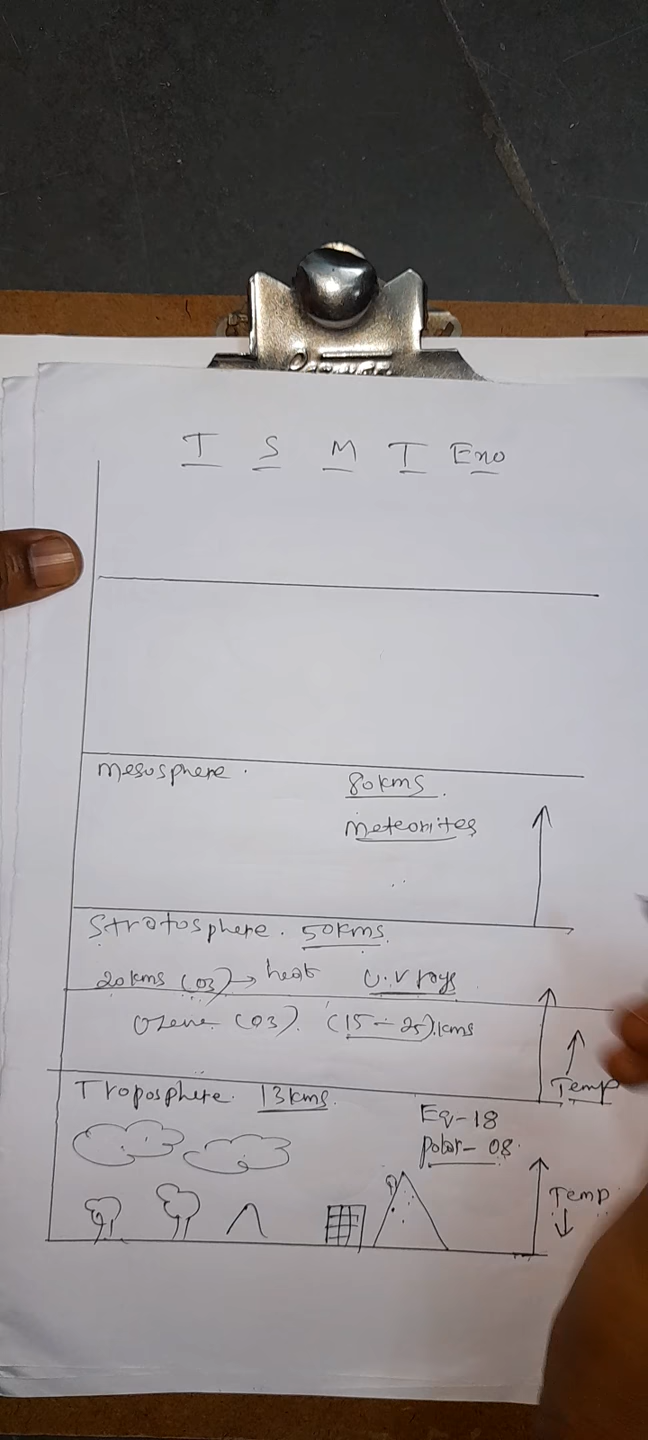 T S M T Exo
Mesosphere.
80kms.
Meteorites
Stratosphere. 50kms.
20kms (O3) → heat U.V rays
Ozone (O3). (15-25).kms
Temp
Troposphere. 13kms.
Eq-18
polar- 08.
Temp